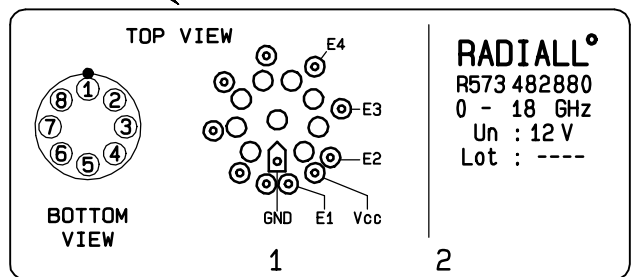 TOP VIEW
E4
E3
E2
GND E1 Vcc
1
2
3
4
5
6
7
8
BOTTOM
VIEW
RADIALL°
R573 482880
0 - 18 GHz
Un : 12 V
Lot : ----
1
2